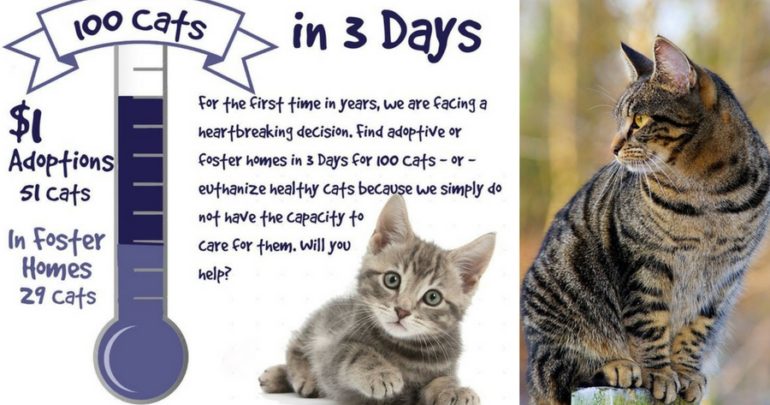 100 Cats
in 3 Days
$1
Adoptions
51 Cats
In Foster
Homes
29 Cats
For the first time in years, we are facing a
heartbreaking decision. Find adoptive or
foster homes in 3 Days for 100 Cats - or -
euthanize healthy cats because we simply do
not have the capacity to
care for them. Will you
help?